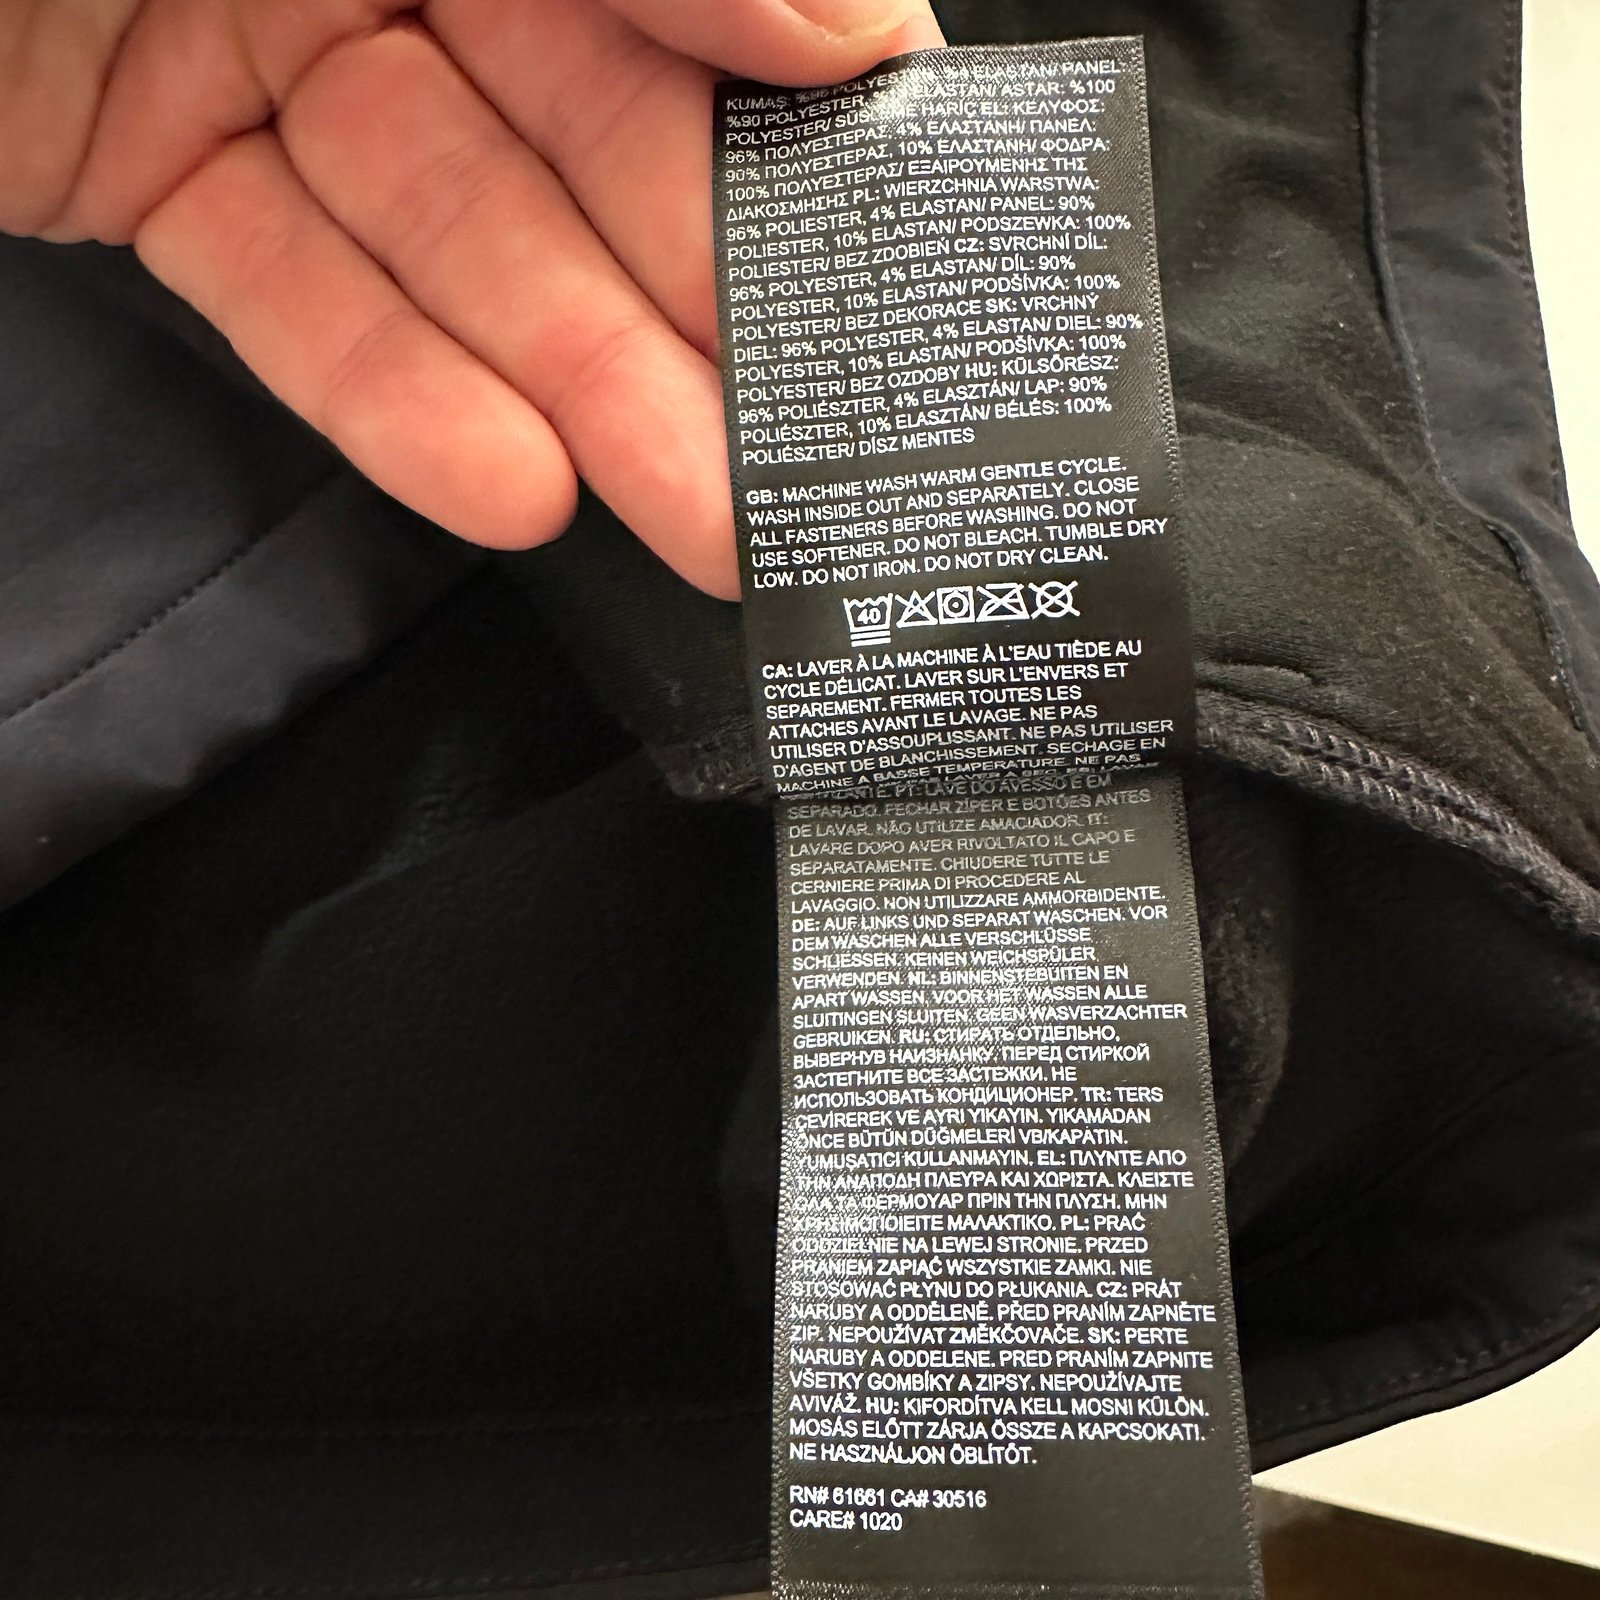 KUMAŞ: %96 POLYESTER, %4 ELASTAN/ PANEL:
%90 POLYESTER, ELASTAN/ ASTAR: %100
POLYESTER/ SÜSLEME HARİÇ EL: ΚΕΛΥΦΟΣ:
96% ΠΟΛΥΕΣΤΕΡΑΣ, 4% ΕΛΑΣΤΑΝΗ/ ΠΑΝΕΛ:
90% ΠΟΛΥΕΣΤΕΡΑΣ, 10% ΕΛΑΣΤΑΝΗ/ ΦΟΔΡΑ:
100% ΠΟΛΥΕΣΤΕΡΑΣ/ ΕΞΑΙΡΟΥΜΕΝΗΣ ΤΗΣ
ΔΙΑΚΟΣΜΗΣΗΣ PL: WIERZCHNIA WARSTWA:
96% POLIESTER, 4% ELASTAN/ PANEL: 90%
POLIESTER, 10% ELASTAN/ PODSZEWKA: 100%
POLIESTER/ BEZ ZDOBIEŃ CZ: SVRCHNÍ DÍL:
96% POLYESTER, 4% ELASTAN/ DÍL: 90%
POLYESTER, 10% ELASTAN/ PODŠÍVKA: 100%
POLYESTER/ BEZ DEKORACE SK: VRCHNÝ
DIEL: 96% POLYESTER, 4% ELASTAN/ DIEL: 90%
POLYESTER, 10% ELASTAN/ PODŠÍVKA: 100%
POLYESTER/ BEZ OZDOBY HU: KÜLSŐRÉSZ:
96% POLIÉSZTER, 4% ELASZTÁN/ LAP: 90%
POLIÉSZTER, 10% ELASZTÁN/ BÉLÉS: 100%
POLIÉSZTER/ DÍSZ MENTES
GB: MACHINE WASH WARM GENTLE CYCLE.
WASH INSIDE OUT AND SEPARATELY. CLOSE
ALL FASTENERS BEFORE WASHING. DO NOT
USE SOFTENER. DO NOT BLEACH. TUMBLE DRY
LOW. DO NOT IRON. DO NOT DRY CLEAN.
40
CA: LAVER À LA MACHINE À L'EAU TIÈDE AU
CYCLE DÉLICAT. LAVER SUR L'ENVERS ET
SEPAREMENT. FERMER TOUTES LES
ATTACHES AVANT LE LAVAGE. NE PAS
UTILISER D'ASSOUPLISSANT. NE PAS UTILISER
D'AGENT DE BLANCHISSEMENT. SECHAGE EN
MACHINE A BASSE TEMPERATURE. NE PAS
PT: LAVE DO AVESSO E EM
SEPARADO. FECHAR ZÍPER E BOTÕES ANTES
DE LAVAR. NÃO UTILIZE AMACIADOR. IT:
LAVARE DOPO AVER RIVOLTATO IL CAPO E
SEPARATAMENTE. CHIUDERE TUTTE LE
CERNIERE PRIMA DI PROCEDERE AL
LAVAGGIO. NON UTILIZZARE AMMORBIDENTE.
DE: AUF LINKS UND SEPARAT WASCHEN. VOR
DEM WASCHEN ALLE VERSCHLÜSSE
SCHLIESSEN. KEINEN WEICHSPÜLER
VERWENDEN. NL: BINNENSTEBUITEN EN
APART WASSEN. VOOR HET WASSEN ALLE
SLUITINGEN SLUITEN. GEEN WASVERZACHTER
GEBRUIKEN. RU: СТИРАТЬ ОТДЕЛЬНО,
ВЫВЕРНУВ НАИЗНАНКУ. ПЕРЕД СТИРКОЙ
ЗАСТЕГНИТЕ ВСЕ ЗАСТЕЖКИ. НЕ
ИСПОЛЬЗОВАТЬ КОНДИЦИОНЕР. TR: TERS
ÇEVİREREK VE AYRI YIKAYIN. YIKAMADAN
ÖNCE BÜTÜN DÜĞMELERİ VB/KAPATIN.
YUMUŞATICI KULLANMAYIN. EL: ΠΛΥΝΤΕ ΑΠΟ
ΤΗΝ ΑΝΑΠΟΔΗ ΠΛΕΥΡΑ ΚΑΙ ΧΩΡΙΣΤΑ. ΚΛΕΙΣΤΕ
ΟΛΑ ΤΑ ΦΕΡΜΟΥΑΡ ΠΡΙΝ ΤΗΝ ΠΛΥΣΗ. ΜΗΝ
ΧΡΗΣΙΜΟΠΟΙΕΙΤΕ ΜΑΛΑΚΤΙΚΟ. PL: PRAĆ
ODDZIELNIE NA LEWEJ STRONIE. PRZED
PRANIEM ZAPIĄĆ WSZYSTKIE ZAMKI. NIE
STOSOWAĆ PŁYNU DO PŁUKANIA. CZ: PRÁT
NARUBY A ODDĚLENĚ. PŘED PRANÍM ZAPNĚTE
ZIP. NEPOUŽÍVAT ZMĚKČOVAČE. SK: PERTE
NARUBY A ODDELENE. PRED PRANÍM ZAPNITE
VŠETKY GOMBÍKY A ZIPSY. NEPOUŽÍVAJTE
AVIVÁŽ. HU: KIFORDÍTVA KELL MOSNI KÜLÖN.
MOSÁS ELŐTT ZÁRJA ÖSSZE A KAPCSOKAT!.
NE HASZNÁLJON ÖBLÍTŐT.
RN# 61661 CA# 30516
CARE# 1020